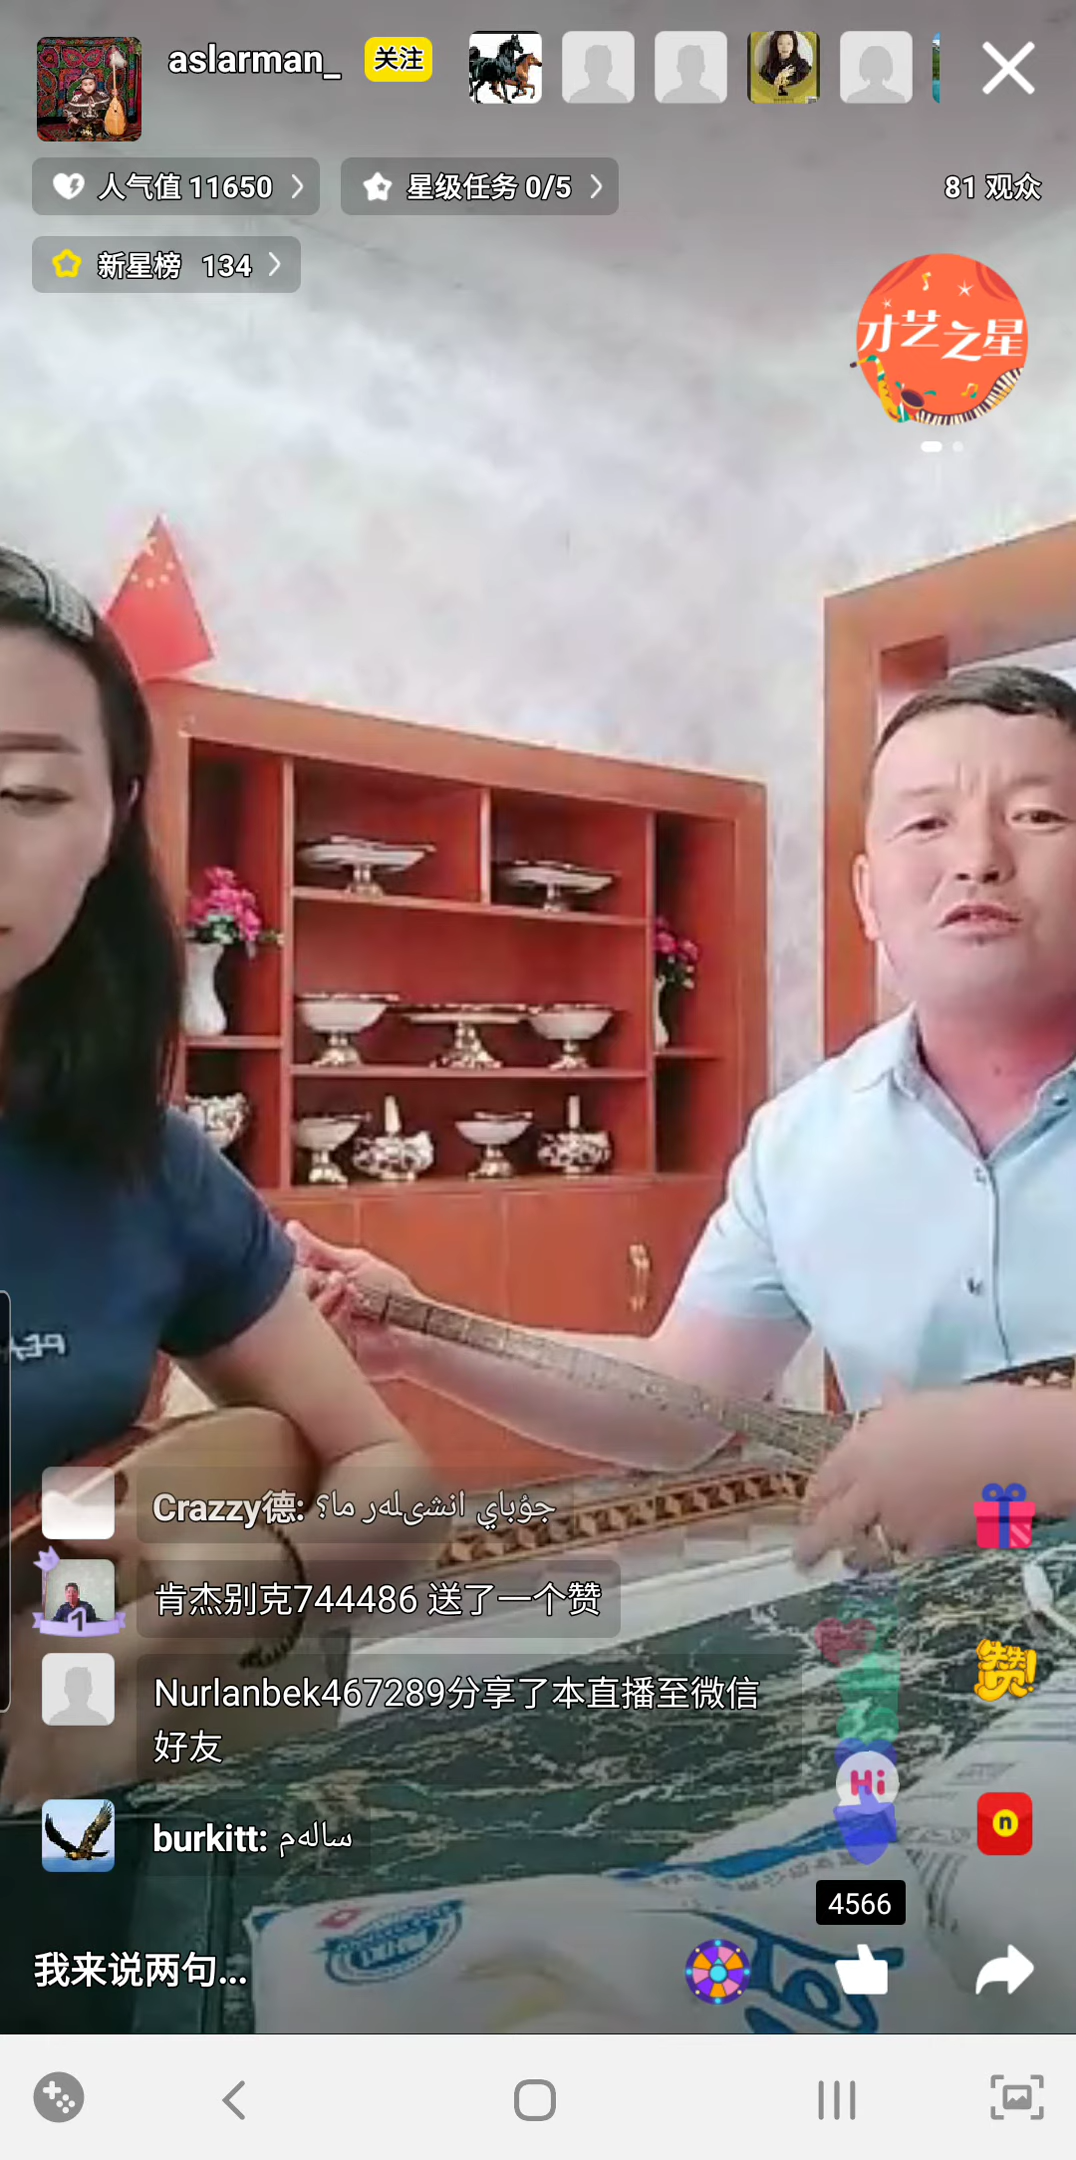 aslarman_ 关注
人气值 11650
星级任务 0/5
81 观众
新星榜 134
才艺之星
Crazzy德: جۇباي انشىلەر ما؟
肯杰别克744486 送了一个赞
Nurlanbek467289分享了本直播至微信
好友
赞!
Hi
n
burkitt: سالەم
4566
我来说两句...